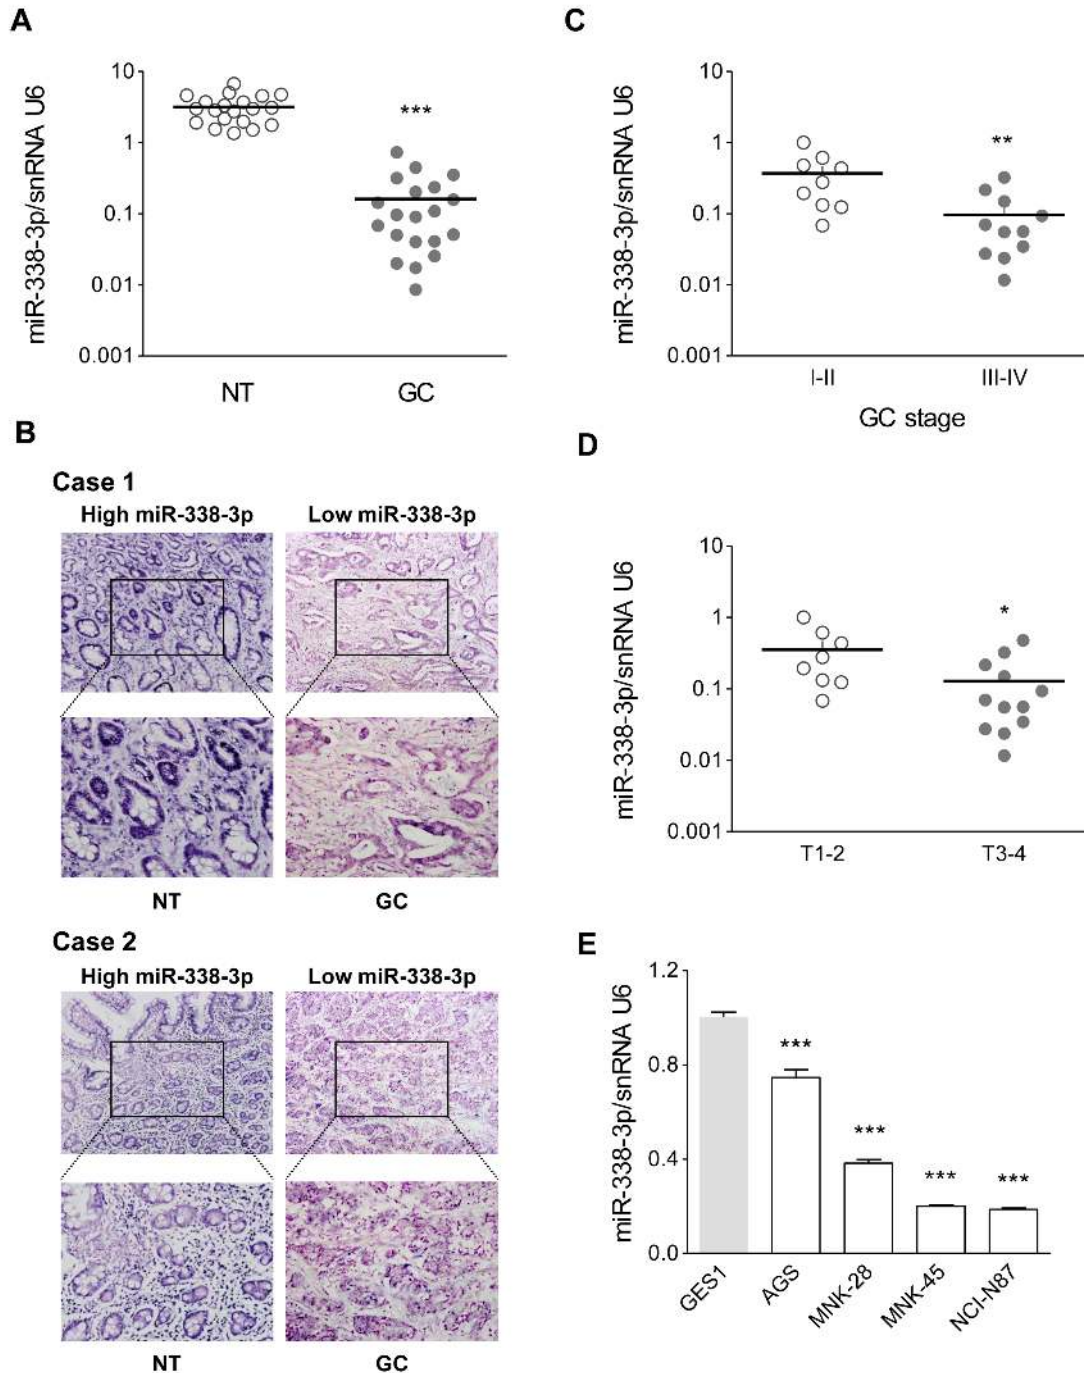 A
miR-338-3p/snRNA U6
10
1
0.1
0.01
0.001
***
NT
GC
B
Case 1
High miR-338-3p
Low miR-338-3p
NT
GC
Case 2
High miR-338-3p
Low miR-338-3p
NT
GC
C
miR-338-3p/snRNA U6
10
1
0.1
0.01
0.001
**
I-II
III-IV
GC stage
D
miR-338-3p/snRNA U6
10
1
0.1
0.01
0.001
*
T1-2
T3-4
E
miR-338-3p/snRNA U6
1.2
0.8
0.4
0.0
***
***
***
***
GES1
AGS
MNK-28
MNK-45
NCI-N87